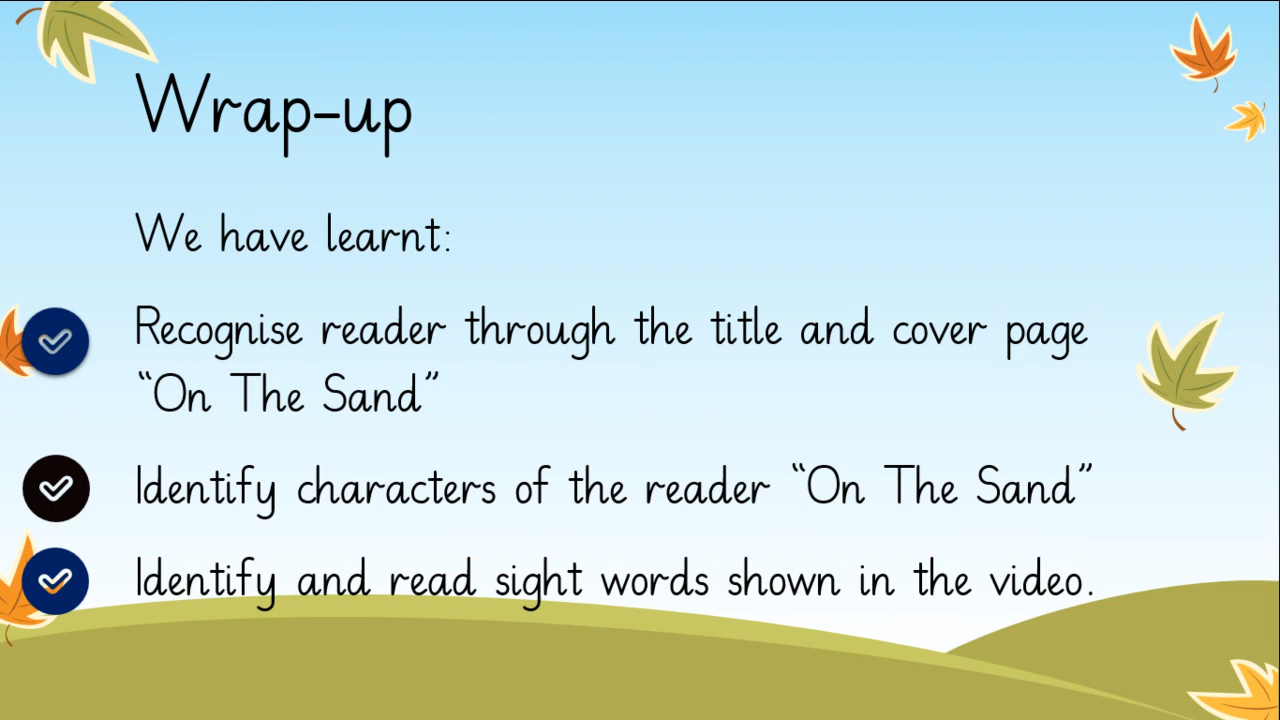 Wrap-up
We have learnt:
Recognise reader through the title and cover page
“On The Sand”
Identify characters of the reader “On The Sand”
Identify and read sight words shown in the video.